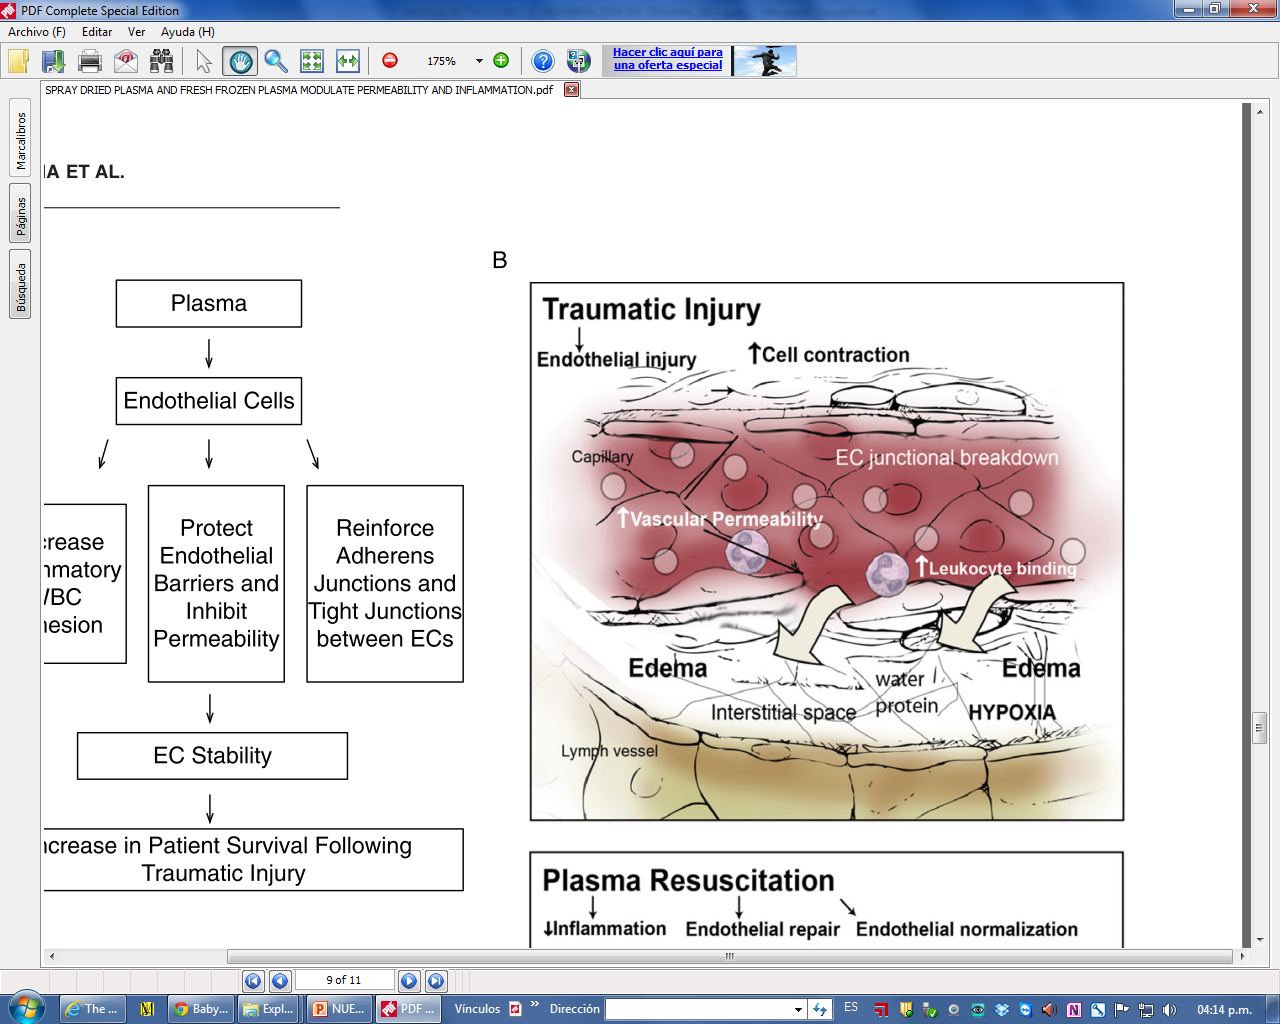 PDF Complete Special Edition
Archivo (F) Editar Ver Ayuda (H)
175%
Hacer clic aquí para
una oferta especial
SPRAY DRIED PLASMA AND FRESH FROZEN PLASMA MODULATE PERMEABILITY AND INFLAMMATION.pdf
Marcalibros
Páginas
Búsqueda
ET AL.
Plasma
Endothelial Cells
crease
mmatory
/BC
hesion
Protect
Endothelial
Barriers and
Inhibit
Permeability
Reinforce
Adherens
Junctions and
Tight Junctions
between ECs
EC Stability
ncrease in Patient Survival Following
Traumatic Injury
B
Traumatic Injury
Endothelial injury
↑Cell contraction
Capillary
EC junctional breakdown
↑Vascular Permeability
↑Leukocyte binding
Edema
Edema
water
protein
Interstitial space
HYPOXIA
Lymph vessel
Plasma Resuscitation
↓Inflammation Endothelial repair Endothelial normalization
9 of 11
The ...
Baby...
Expl...
NUE...
PDF ...
Vínculos
Dirección
ES
04:14 p.m.